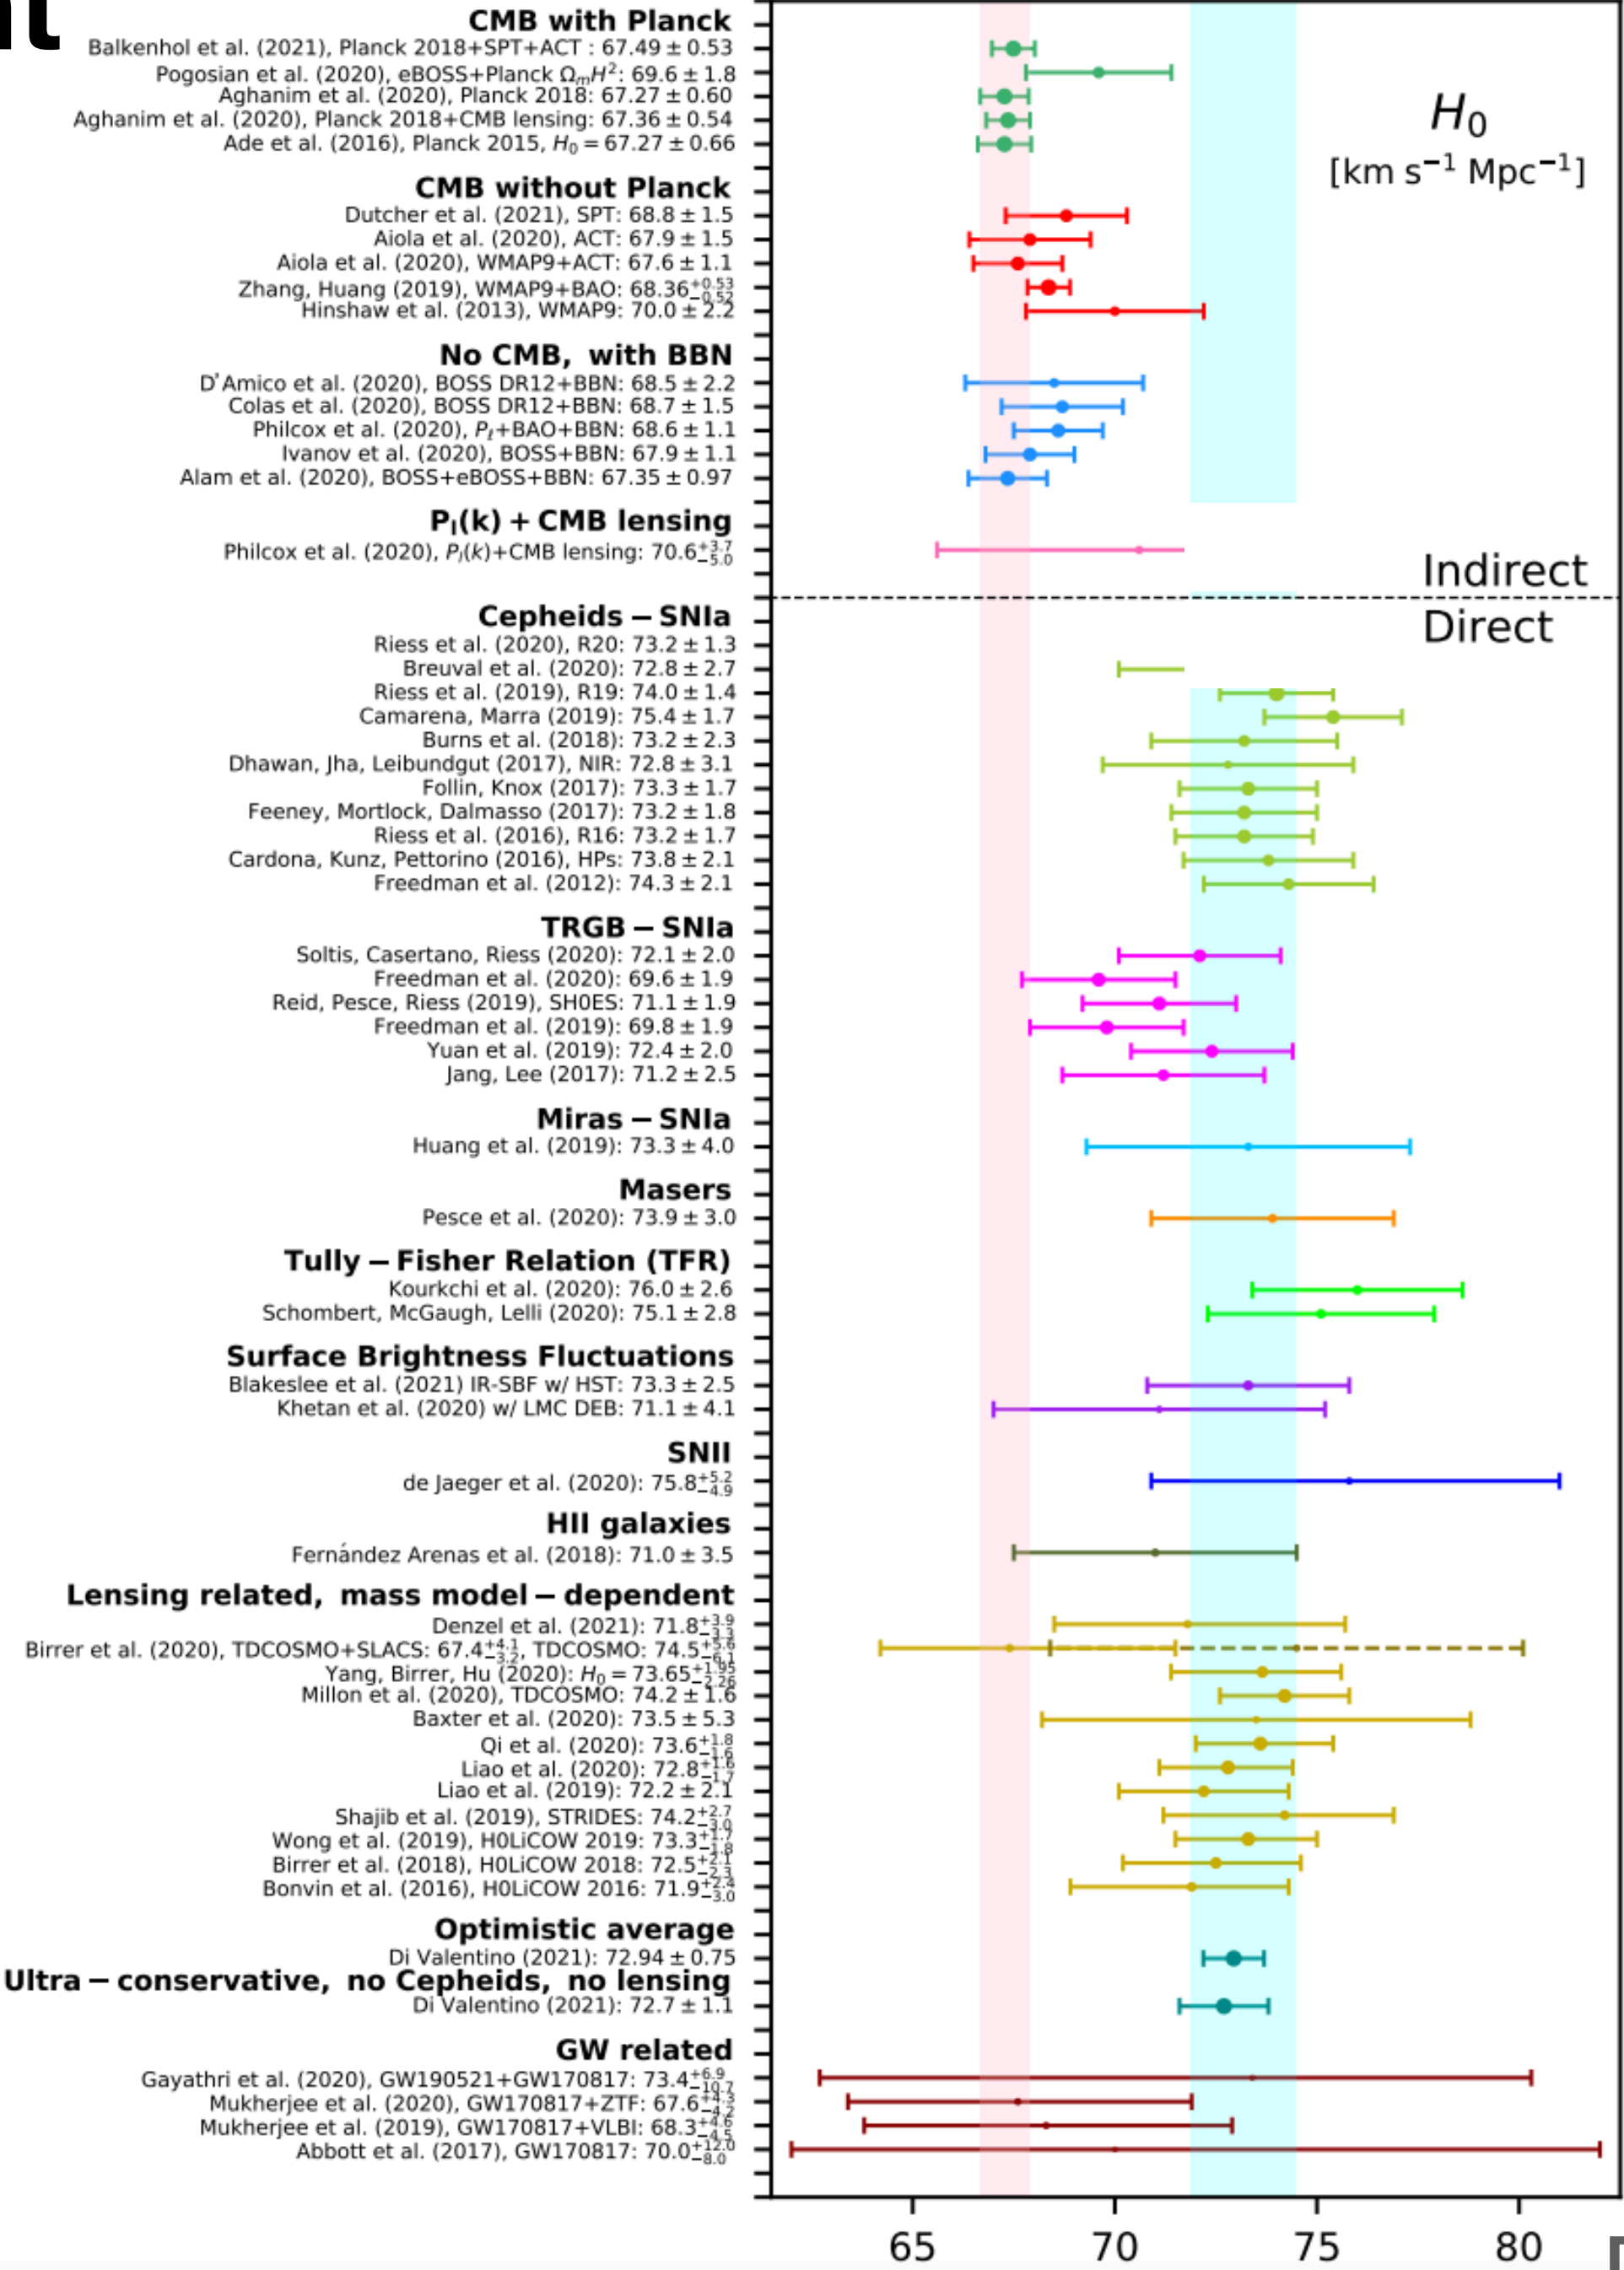 nt
CMB with Planck
Balkenhol et al. (2021), Planck 2018+SPT+ACT : 67.49 ± 0.53
Pogosian et al. (2020), eBOSS+Planck Ω_mH²: 69.6 ± 1.8
Aghanim et al. (2020), Planck 2018: 67.27 ± 0.60
Aghanim et al. (2020), Planck 2018+CMB lensing: 67.36 ± 0.54
Ade et al. (2016), Planck 2015, H₀ = 67.27 ± 0.66
H₀
[km s⁻¹ Mpc⁻¹]
CMB without Planck
Dutcher et al. (2021), SPT: 68.8 ± 1.5
Aiola et al. (2020), ACT: 67.9 ± 1.5
Aiola et al. (2020), WMAP9+ACT: 67.6 ± 1.1
Zhang, Huang (2019), WMAP9+BAO: 68.36 +0.53 −0.52
Hinshaw et al. (2013), WMAP9: 70.0 ± 2.2
No CMB, with BBN
D'Amico et al. (2020), BOSS DR12+BBN: 68.5 ± 2.2
Colas et al. (2020), BOSS DR12+BBN: 68.7 ± 1.5
Philcox et al. (2020), P_ℓ+BAO+BBN: 68.6 ± 1.1
Ivanov et al. (2020), BOSS+BBN: 67.9 ± 1.1
Alam et al. (2020), BOSS+eBOSS+BBN: 67.35 ± 0.97
P_l(k) + CMB lensing
Philcox et al. (2020), P_l(k)+CMB lensing: 70.6 +3.7 −5.0
Indirect
Direct
Cepheids − SNIa
Riess et al. (2020), R20: 73.2 ± 1.3
Breuval et al. (2020): 72.8 ± 2.7
Riess et al. (2019), R19: 74.0 ± 1.4
Camarena, Marra (2019): 75.4 ± 1.7
Burns et al. (2018): 73.2 ± 2.3
Dhawan, Jha, Leibundgut (2017), NIR: 72.8 ± 3.1
Follin, Knox (2017): 73.3 ± 1.7
Feeney, Mortlock, Dalmasso (2017): 73.2 ± 1.8
Riess et al. (2016), R16: 73.2 ± 1.7
Cardona, Kunz, Pettorino (2016), HPs: 73.8 ± 2.1
Freedman et al. (2012): 74.3 ± 2.1
TRGB − SNIa
Soltis, Casertano, Riess (2020): 72.1 ± 2.0
Freedman et al. (2020): 69.6 ± 1.9
Reid, Pesce, Riess (2019), SH0ES: 71.1 ± 1.9
Freedman et al. (2019): 69.8 ± 1.9
Yuan et al. (2019): 72.4 ± 2.0
Jang, Lee (2017): 71.2 ± 2.5
Miras − SNIa
Huang et al. (2019): 73.3 ± 4.0
Masers
Pesce et al. (2020): 73.9 ± 3.0
Tully − Fisher Relation (TFR)
Kourkchi et al. (2020): 76.0 ± 2.6
Schombert, McGaugh, Lelli (2020): 75.1 ± 2.8
Surface Brightness Fluctuations
Blakeslee et al. (2021) IR-SBF w/ HST: 73.3 ± 2.5
Khetan et al. (2020) w/ LMC DEB: 71.1 ± 4.1
SNII
de Jaeger et al. (2020): 75.8 +5.2 −4.9
HII galaxies
Fernández Arenas et al. (2018): 71.0 ± 3.5
Lensing related, mass model − dependent
Denzel et al. (2021): 71.8 +3.9 −3.3
Birrer et al. (2020), TDCOSMO+SLACS: 67.4 +4.1 −3.2, TDCOSMO: 74.5 +5.6 −6.1
Yang, Birrer, Hu (2020): H₀ = 73.65 +1.95 −2.26
Millon et al. (2020), TDCOSMO: 74.2 ± 1.6
Baxter et al. (2020): 73.5 ± 5.3
Qi et al. (2020): 73.6 +1.8 −1.6
Liao et al. (2020): 72.8 +1.6 −1.7
Liao et al. (2019): 72.2 ± 2.1
Shajib et al. (2019), STRIDES: 74.2 +2.7 −3.0
Wong et al. (2019), H0LiCOW 2019: 73.3 +1.7 −1.8
Birrer et al. (2018), H0LiCOW 2018: 72.5 +2.1 −2.3
Bonvin et al. (2016), H0LiCOW 2016: 71.9 +2.4 −3.0
Optimistic average
Di Valentino (2021): 72.94 ± 0.75
Ultra − conservative, no Cepheids, no lensing
Di Valentino (2021): 72.7 ± 1.1
GW related
Gayathri et al. (2020), GW190521+GW170817: 73.4 +6.9 −10.7
Mukherjee et al. (2020), GW170817+ZTF: 67.6 +4.3 −4.2
Mukherjee et al. (2019), GW170817+VLBI: 68.3 +4.6 −4.5
Abbott et al. (2017), GW170817: 70.0 +12.0 −8.0
65 70 75 80